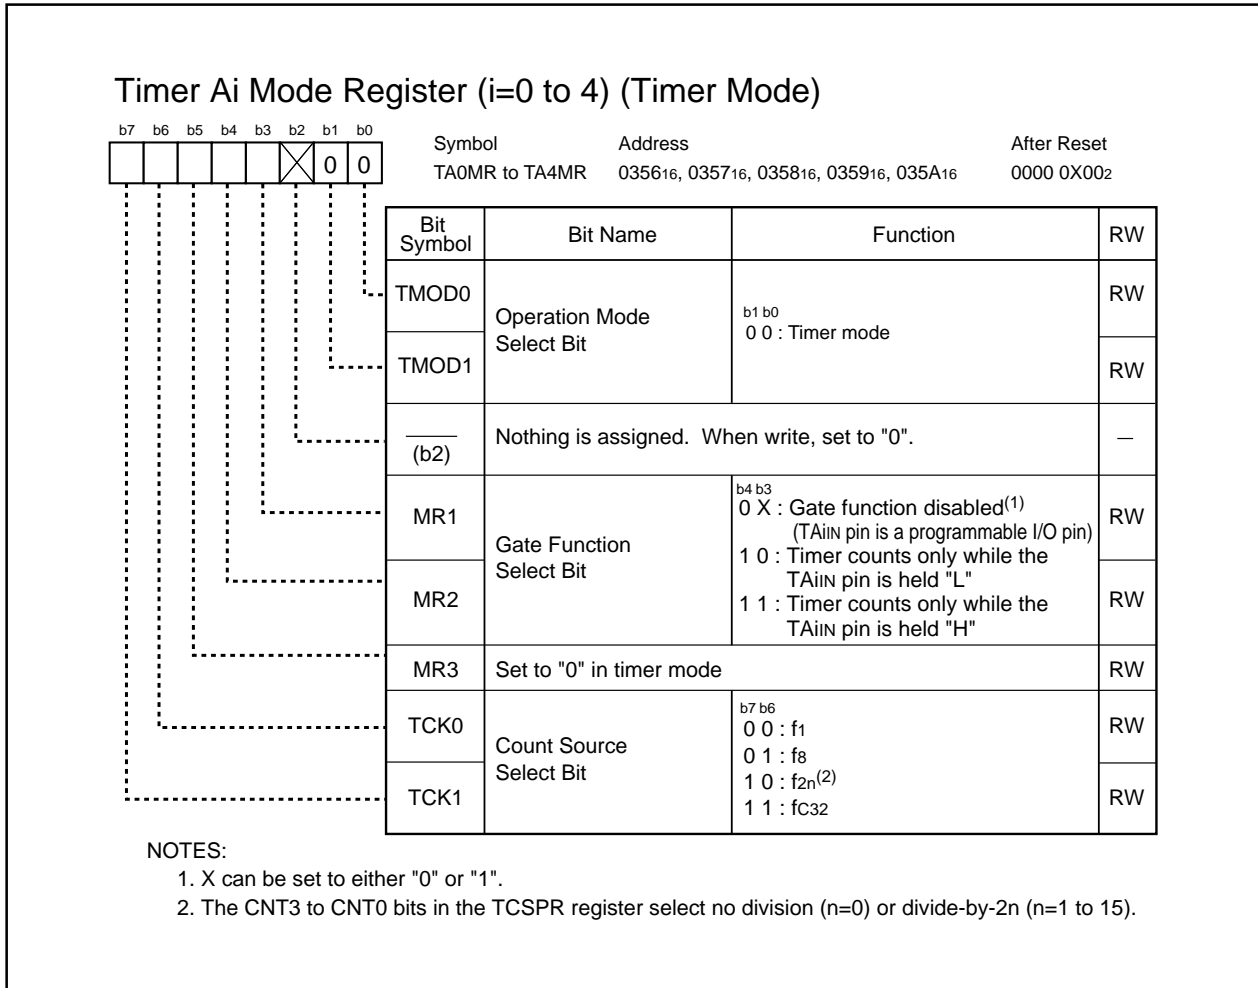 Timer Ai Mode Register (i=0 to 4) (Timer Mode)
b7 b6 b5 b4 b3 b2 b1 b0
0 0
Symbol Address After Reset
TA0MR to TA4MR 035616, 035716, 035816, 035916, 035A16 0000 0X002
Bit Symbol Bit Name Function RW
TMOD0 RW
Operation Mode
Select Bit
b1 b0
0 0 : Timer mode
TMOD1 RW
(b2) Nothing is assigned. When write, set to "0". —
MR1 RW
Gate Function
Select Bit
b4 b3
0 X : Gate function disabled(1)
(TAiIN pin is a programmable I/O pin)
1 0 : Timer counts only while the
TAiIN pin is held "L"
1 1 : Timer counts only while the
TAiIN pin is held "H"
MR2 RW
MR3 Set to "0" in timer mode RW
TCK0 RW
Count Source
Select Bit
b7 b6
0 0 : f1
0 1 : f8
1 0 : f2n(2)
1 1 : fC32
TCK1 RW
NOTES:
1. X can be set to either "0" or "1".
2. The CNT3 to CNT0 bits in the TCSPR register select no division (n=0) or divide-by-2n (n=1 to 15).